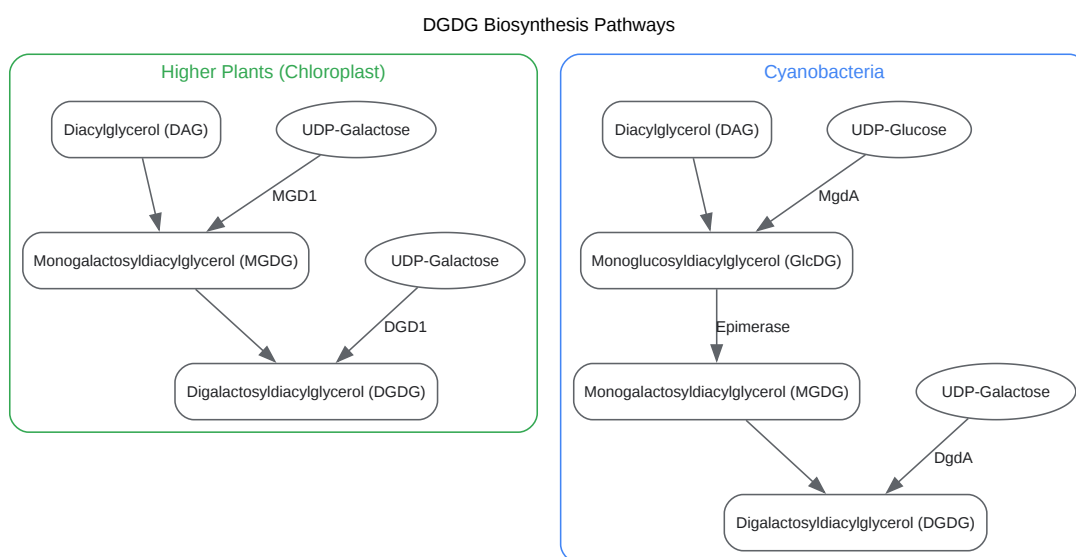 DGDG Biosynthesis Pathways
Higher Plants (Chloroplast)
Diacylglycerol (DAG)
UDP-Galactose
MGD1
Monogalactosyldiacylglycerol (MGDG)
UDP-Galactose
DGD1
Digalactosyldiacylglycerol (DGDG)
Cyanobacteria
Diacylglycerol (DAG)
UDP-Glucose
MgdA
Monoglucosyldiacylglycerol (GlcDG)
Epimerase
Monogalactosyldiacylglycerol (MGDG)
UDP-Galactose
DgdA
Digalactosyldiacylglycerol (DGDG)